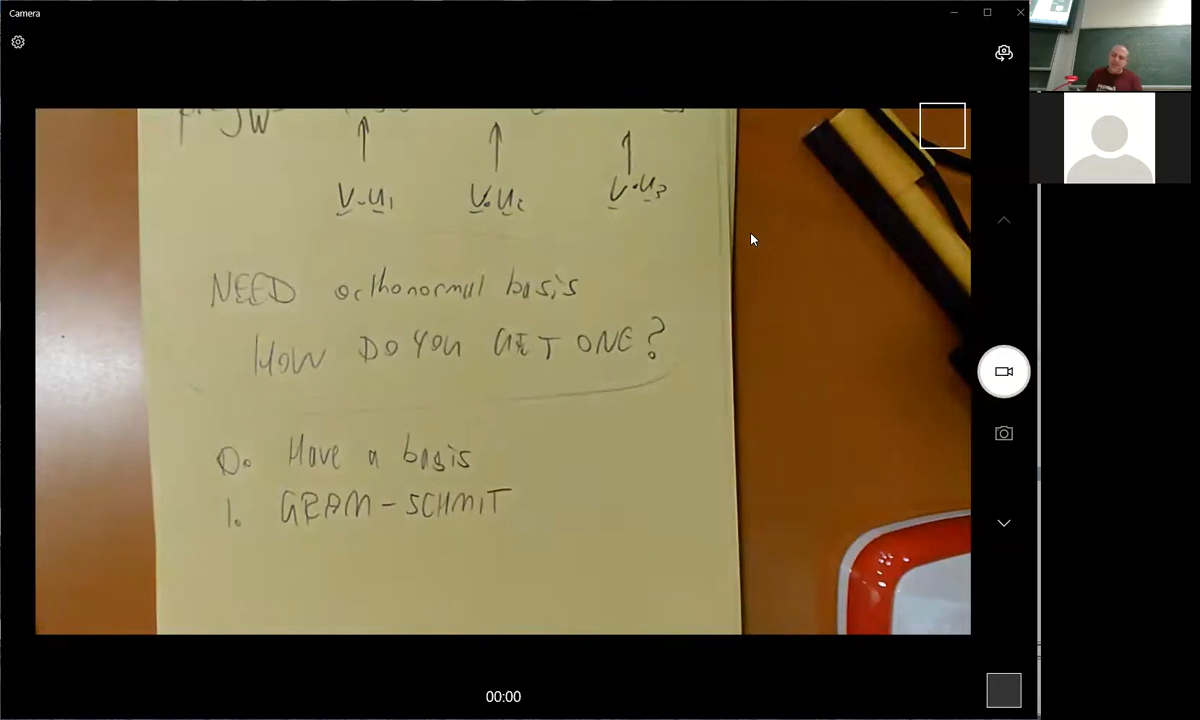 Camera
proj W
V·u1 V·u2 V·u3
NEED orthonormal basis
HOW DO YOU GET ONE?
0. Have a basis
1. GRAM-SCHMIT
00:00